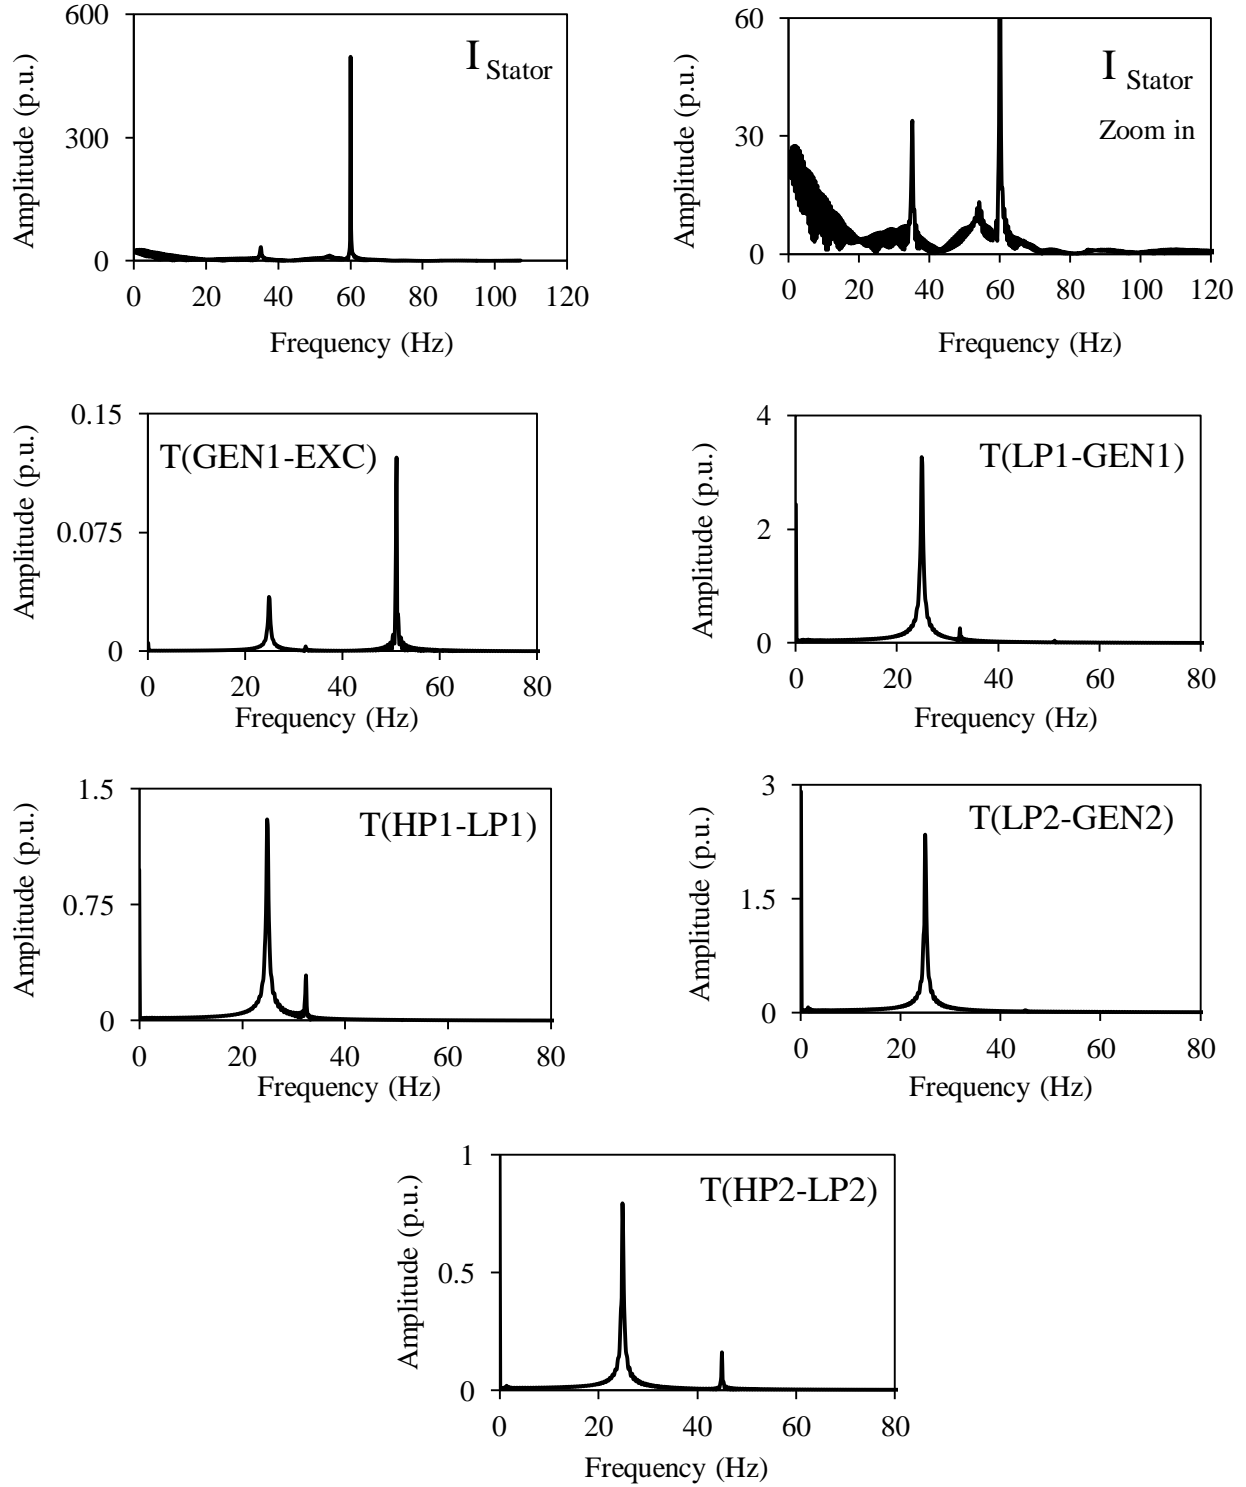 600
300
0
Amplitude (p.u.)
I Stator
0 20 40 60 80 100 120
Frequency (Hz)
60
30
0
Amplitude (p.u.)
I Stator
Zoom in
0 20 40 60 80 100 120
Frequency (Hz)
0.15
0.075
0
Amplitude (p.u.)
T(GEN1-EXC)
0 20 40 60 80
Frequency (Hz)
4
2
0
Amplitude (p.u.)
T(LP1-GEN1)
0 20 40 60 80
Frequency (Hz)
1.5
0.75
0
Amplitude (p.u.)
T(HP1-LP1)
0 20 40 60 80
Frequency (Hz)
3
1.5
0
Amplitude (p.u.)
T(LP2-GEN2)
0 20 40 60 80
Frequency (Hz)
1
0.5
0
Amplitude (p.u.)
T(HP2-LP2)
0 20 40 60 80
Frequency (Hz)